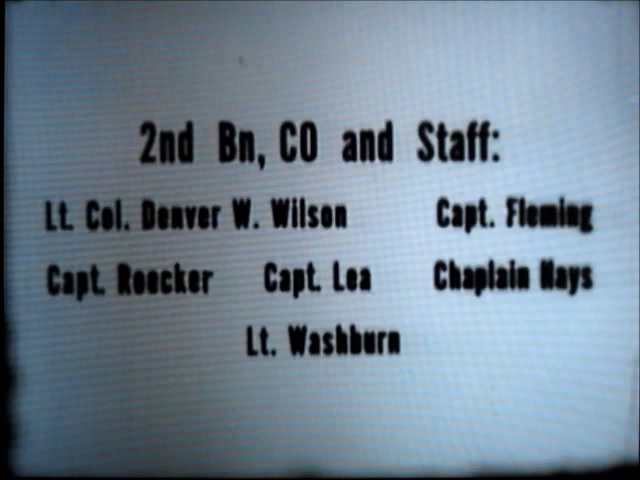 2nd Bn, CO and Staff:
Lt. Col. Denver W. Wilson Capt. Fleming
Capt. Roecker Capt. Lea Chaplain Hays
Lt. Washburn